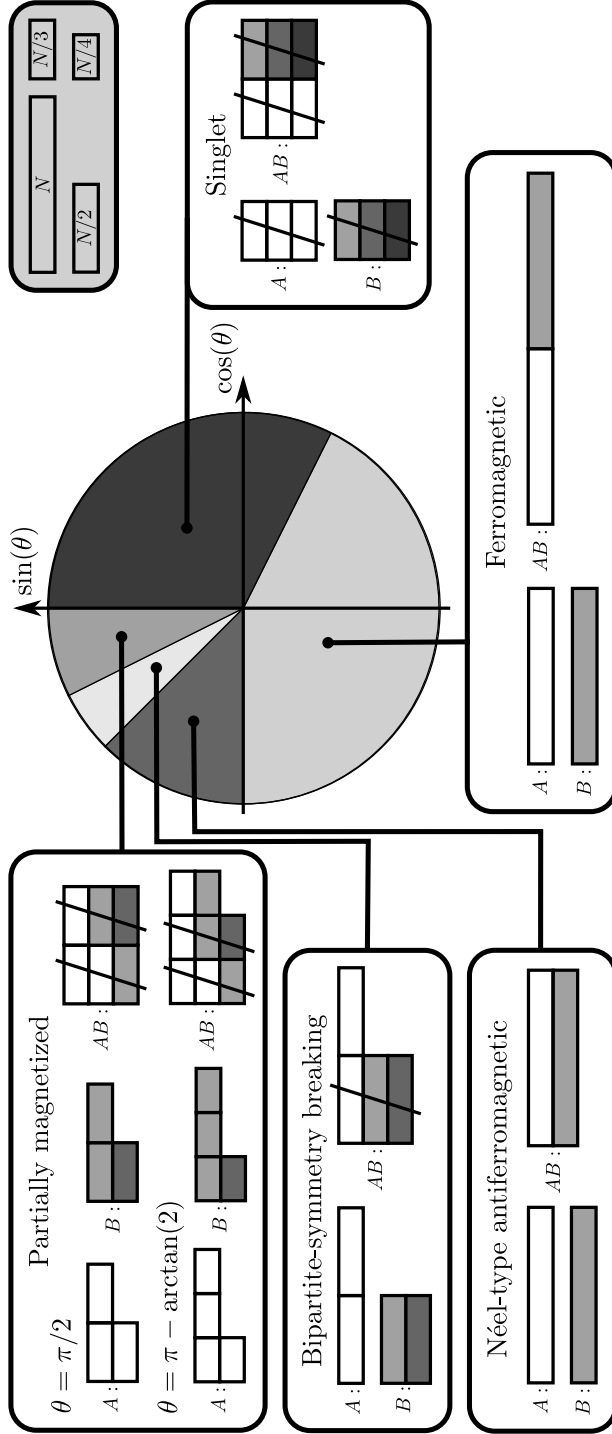 Partially magnetized
θ = π/2
A :
B :
AB :
θ = π − arctan(2)
A :
B :
AB :
Bipartite-symmetry breaking
A :
B :
AB :
Néel-type antiferromagnetic
A :
B :
AB :
sin(θ)
cos(θ)
N
N/3
N/2
N/4
Singlet
A :
B :
AB :
Ferromagnetic
A :
B :
AB :